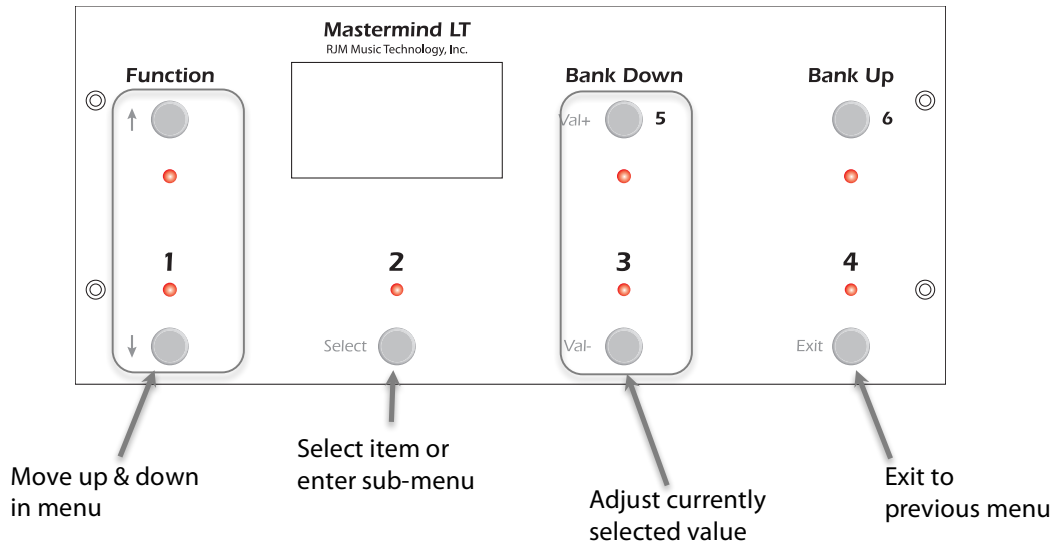 Mastermind LT
RJM Music Technology, Inc.
Function
Bank Down
Bank Up
↑
Val+
5
6
1
2
3
4
↓
Select
Val-
Exit
Move up & down
in menu
Select item or
enter sub-menu
Adjust currently
selected value
Exit to
previous menu